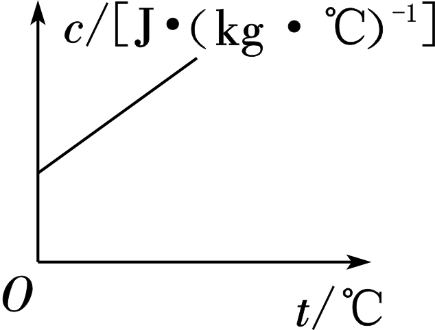 c/[J•(kg • ℃)⁻¹]
O
t/℃